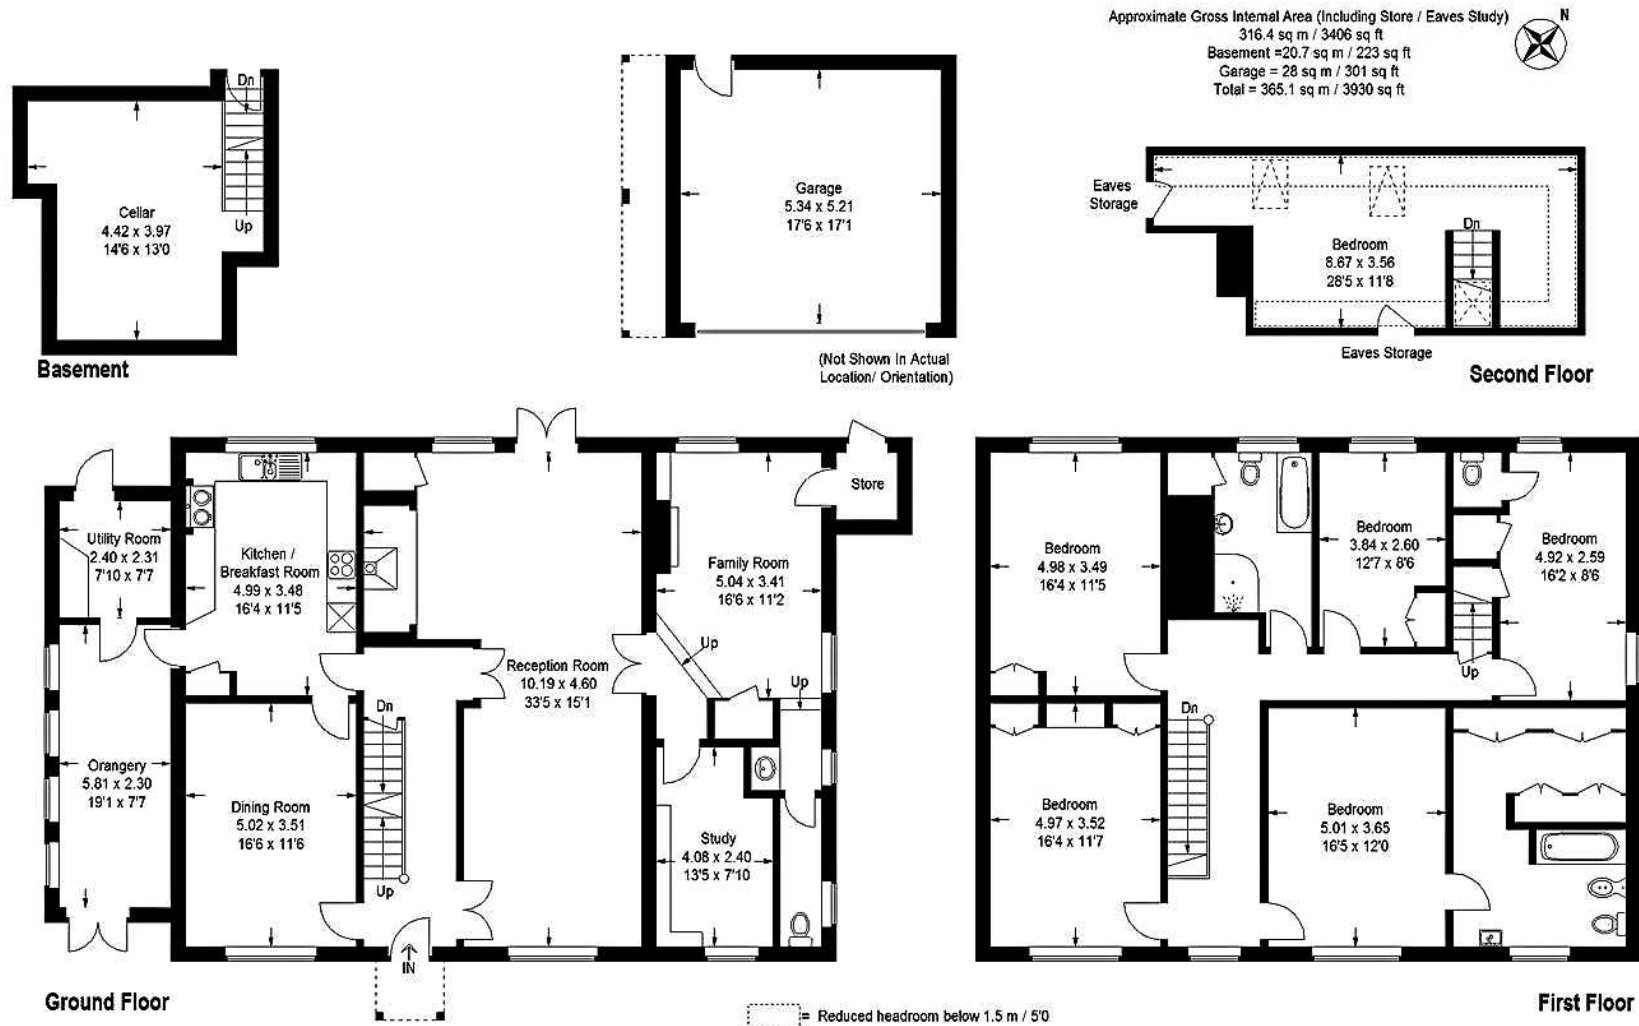 Approximate Gross Internal Area (Including Store / Eaves Study)
316.4 sq m / 3406 sq ft
Basement =20.7 sq m / 223 sq ft
Garage = 28 sq m / 301 sq ft
Total = 365.1 sq m / 3930 sq ft
N
Dn
Cellar
4.42 x 3.97
14'6 x 13'0
Up
Basement
Garage
5.34 x 5.21
17'6 x 17'1
(Not Shown In Actual
Location/ Orientation)
Eaves
Storage
Dn
Bedroom
8.67 x 3.56
28'5 x 11'8
Eaves Storage
Second Floor
Store
Utility Room
2.40 x 2.31
7'10 x 7'7
Kitchen /
Breakfast Room
4.99 x 3.48
16'4 x 11'5
Family Room
5.04 x 3.41
16'6 x 11'2
Up
Reception Room
10.19 x 4.60
33'5 x 15'1
Up
Dn
Orangery
5.81 x 2.30
19'1 x 7'7
Dining Room
5.02 x 3.51
16'6 x 11'6
Study
4.08 x 2.40
13'5 x 7'10
Up
IN
Ground Floor
Bedroom
4.98 x 3.49
16'4 x 11'5
Bedroom
3.84 x 2.60
12'7 x 8'6
Bedroom
4.92 x 2.59
16'2 x 8'6
Up
Dn
Bedroom
4.97 x 3.52
16'4 x 11'7
Bedroom
5.01 x 3.65
16'5 x 12'0
First Floor
= Reduced headroom below 1.5 m / 5'0